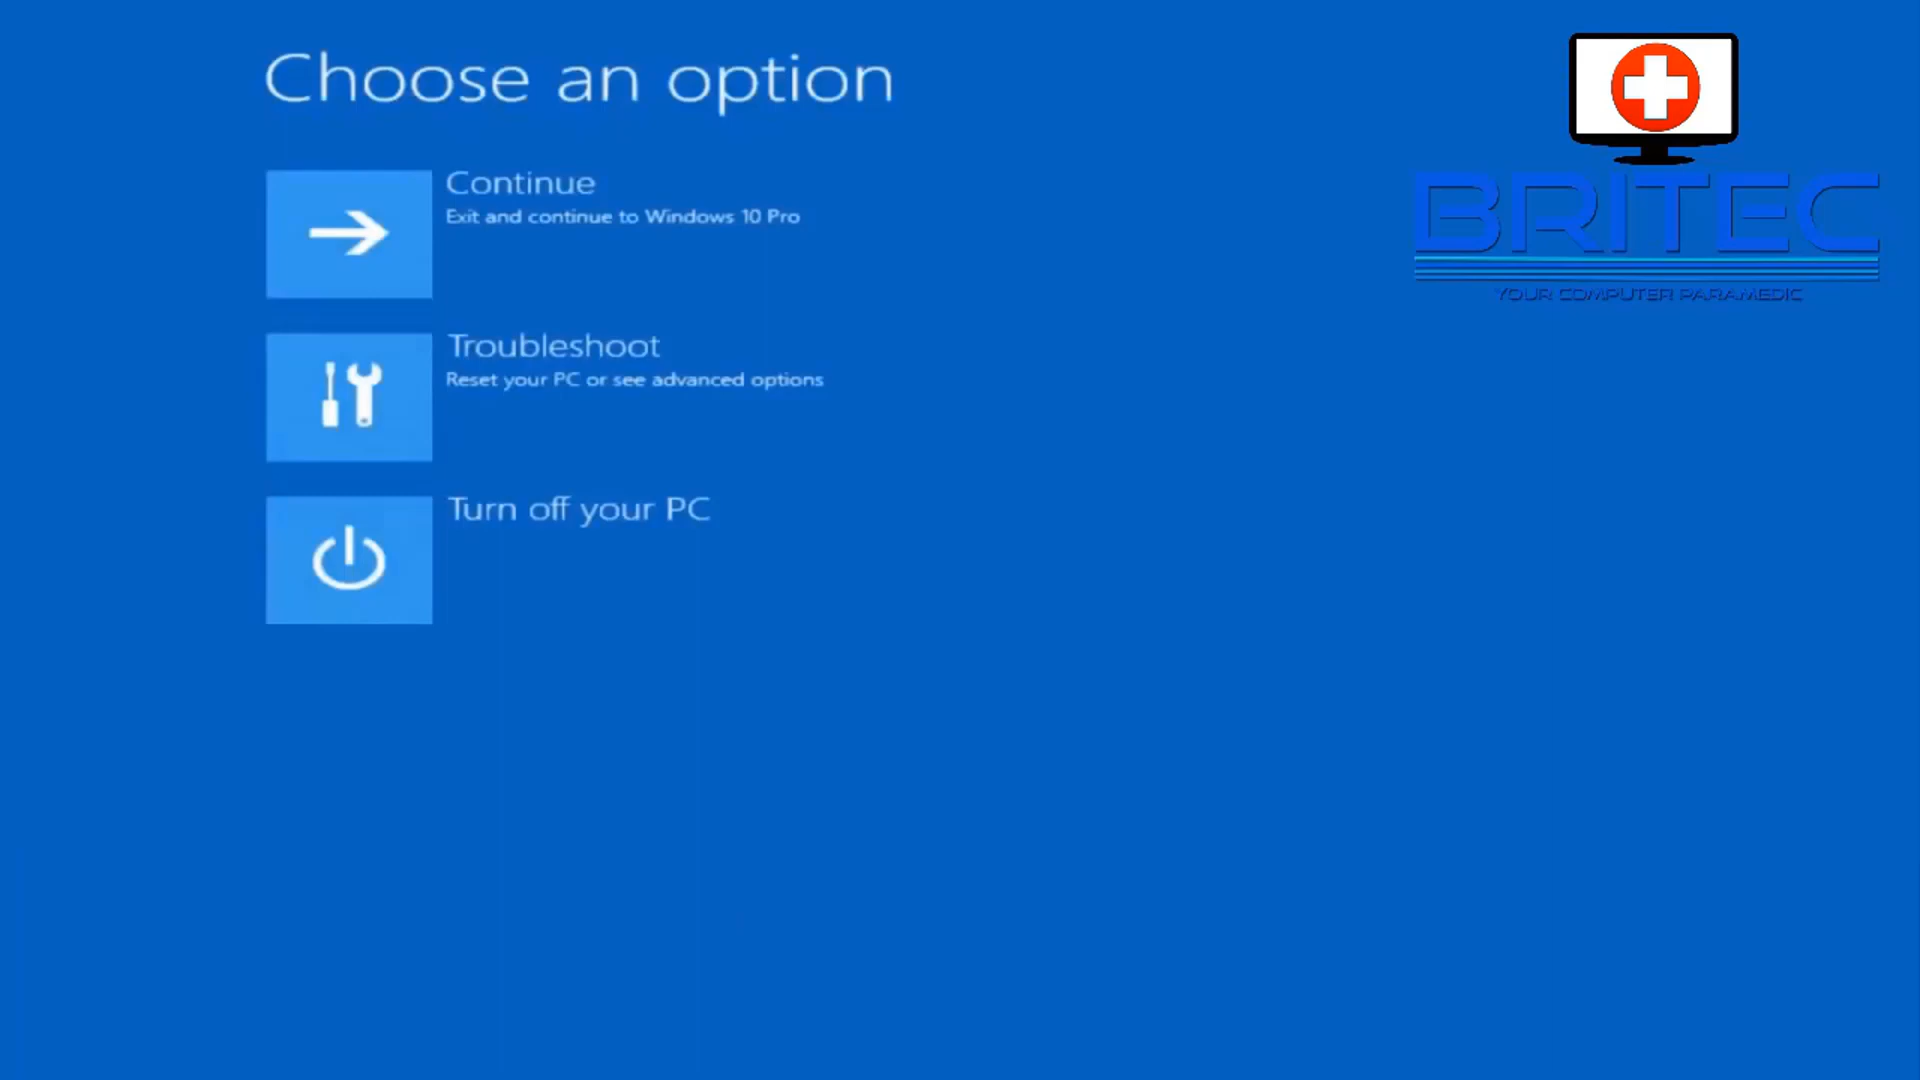 Choose an option
Continue
Exit and continue to Windows 10 Pro
Troubleshoot
Reset your PC or see advanced options
Turn off your PC
BRITEC
YOUR COMPUTER PARAMEDIC